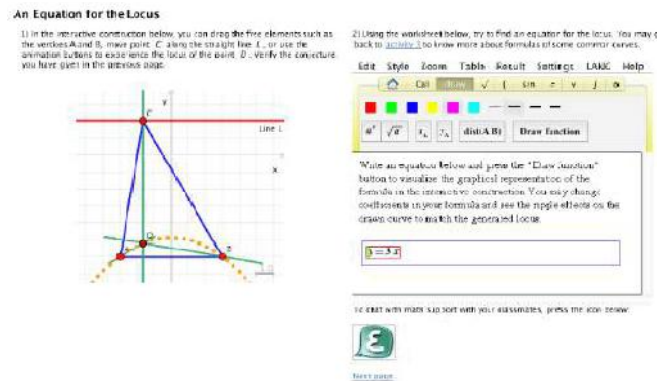 An Equation for the Locus
1) In the interactive construction below, you can drag the free elements such as
the vertices A and B, move point C along the straight line L, or use the
animation buttons to experience the locus of the point D. Verify the conjecture
you have given in the previous page.
C
y
Line L
x
2) Using the worksheet below, try to find an equation for the locus. You may g
back to activity 1 to know more about formulas of some common curves.
Edit Style Zoom Table Result Settings Help
Call draw √ ( sin
dist(A,B) Draw function
Write an equation below and press the "Draw function"
button to visualize the graphical representation of the
formula in the interactive construction. You may change
coefficients in your formula and see the ripple effects on the
drawn curve to match the generated locus.
y = 3 x
To chat with math support with your classmates, press the icon below
Next page